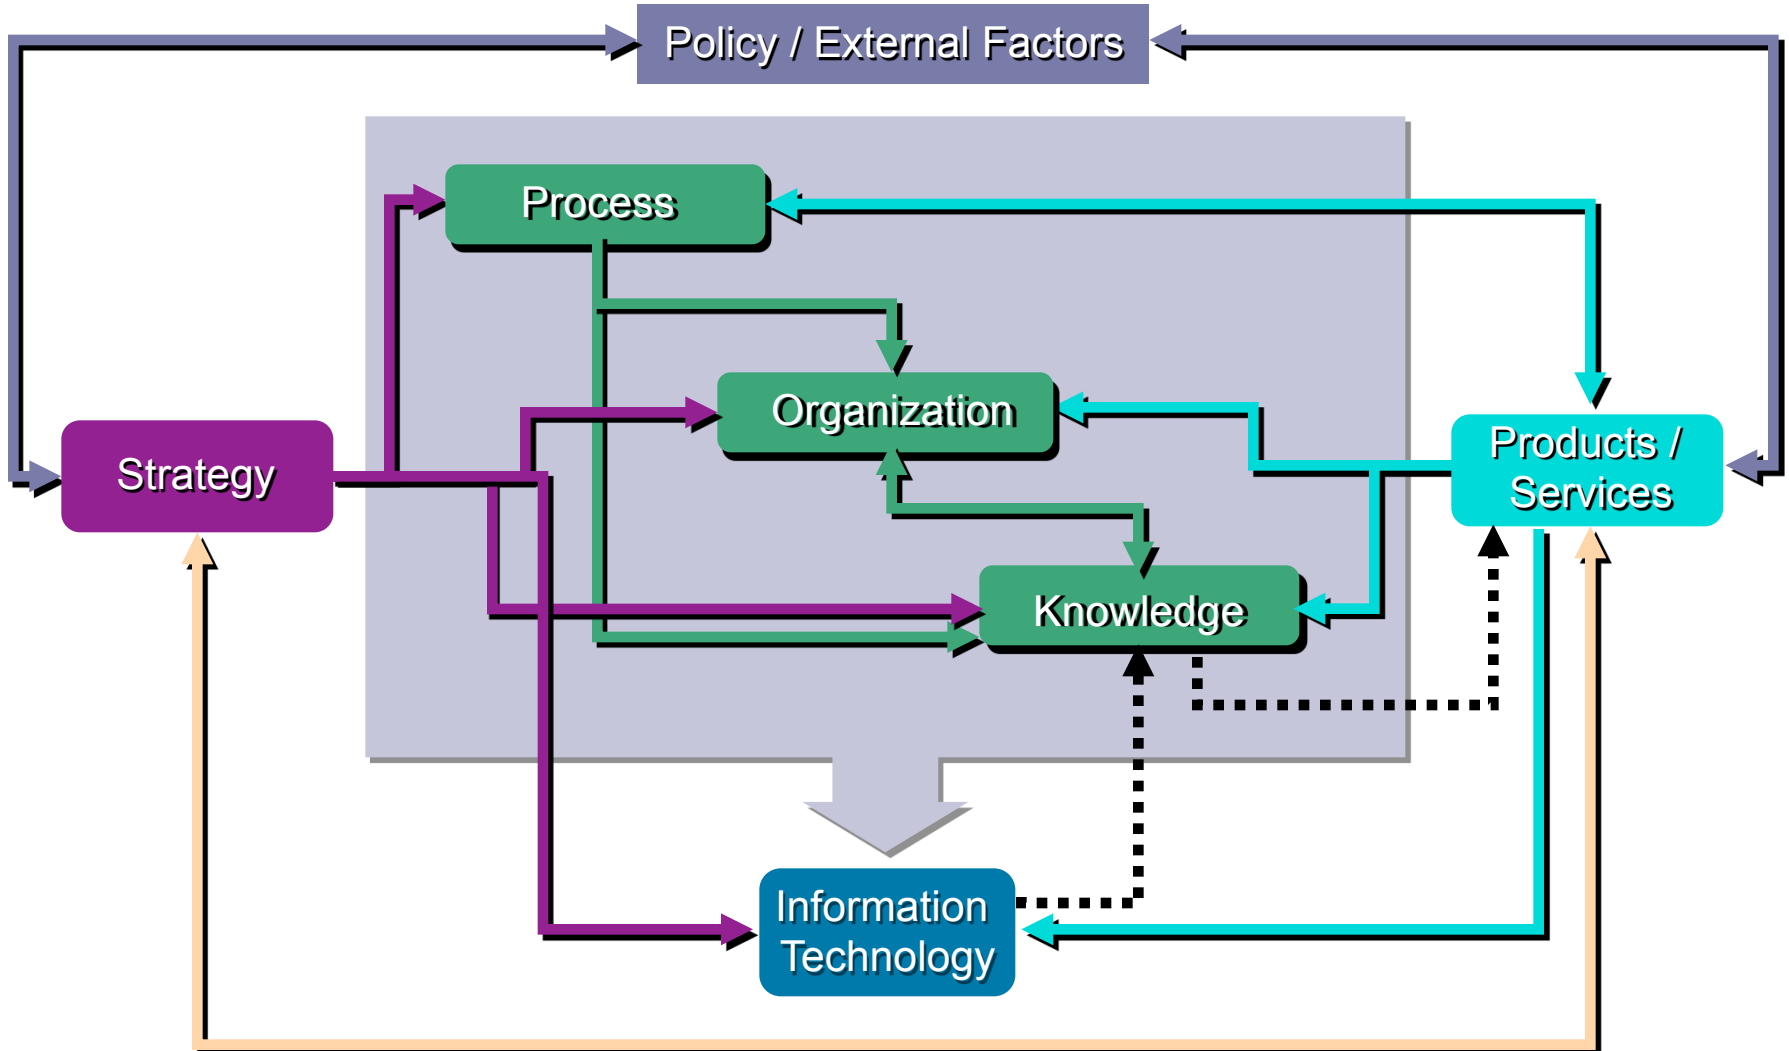 Policy / External Factors
Process
Organization
Strategy
Products /
Services
Knowledge
Information
Technology